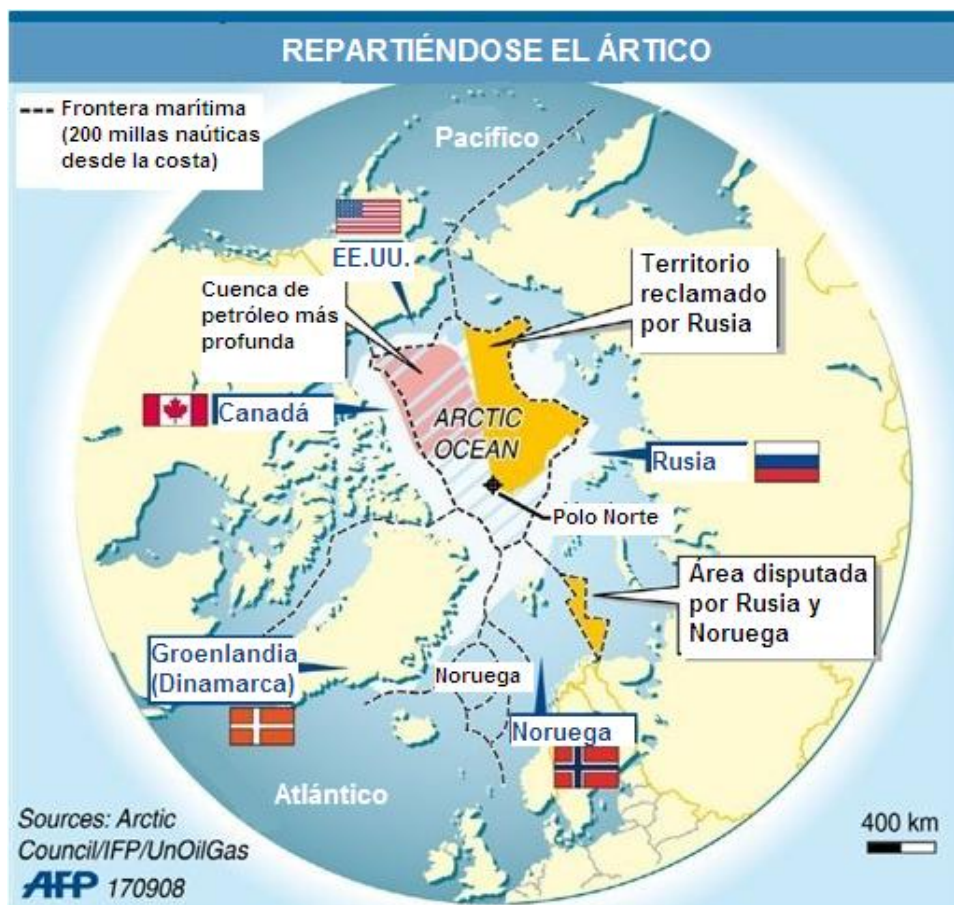 REPARTIÉNDOSE EL ÁRTICO
--- Frontera marítima
(200 millas naúticas
desde la costa)
Pacífico
EE.UU.
Cuenca de
petróleo más
profunda
Territorio
reclamado
por Rusia
Canadá
ARCTIC
OCEAN
Rusia
Polo Norte
Área disputada
por Rusia y
Noruega
Groenlandia
(Dinamarca)
Noruega
Noruega
Atlántico
Sources: Arctic
Council/IFP/UnOilGas
AFP 170908
400 km